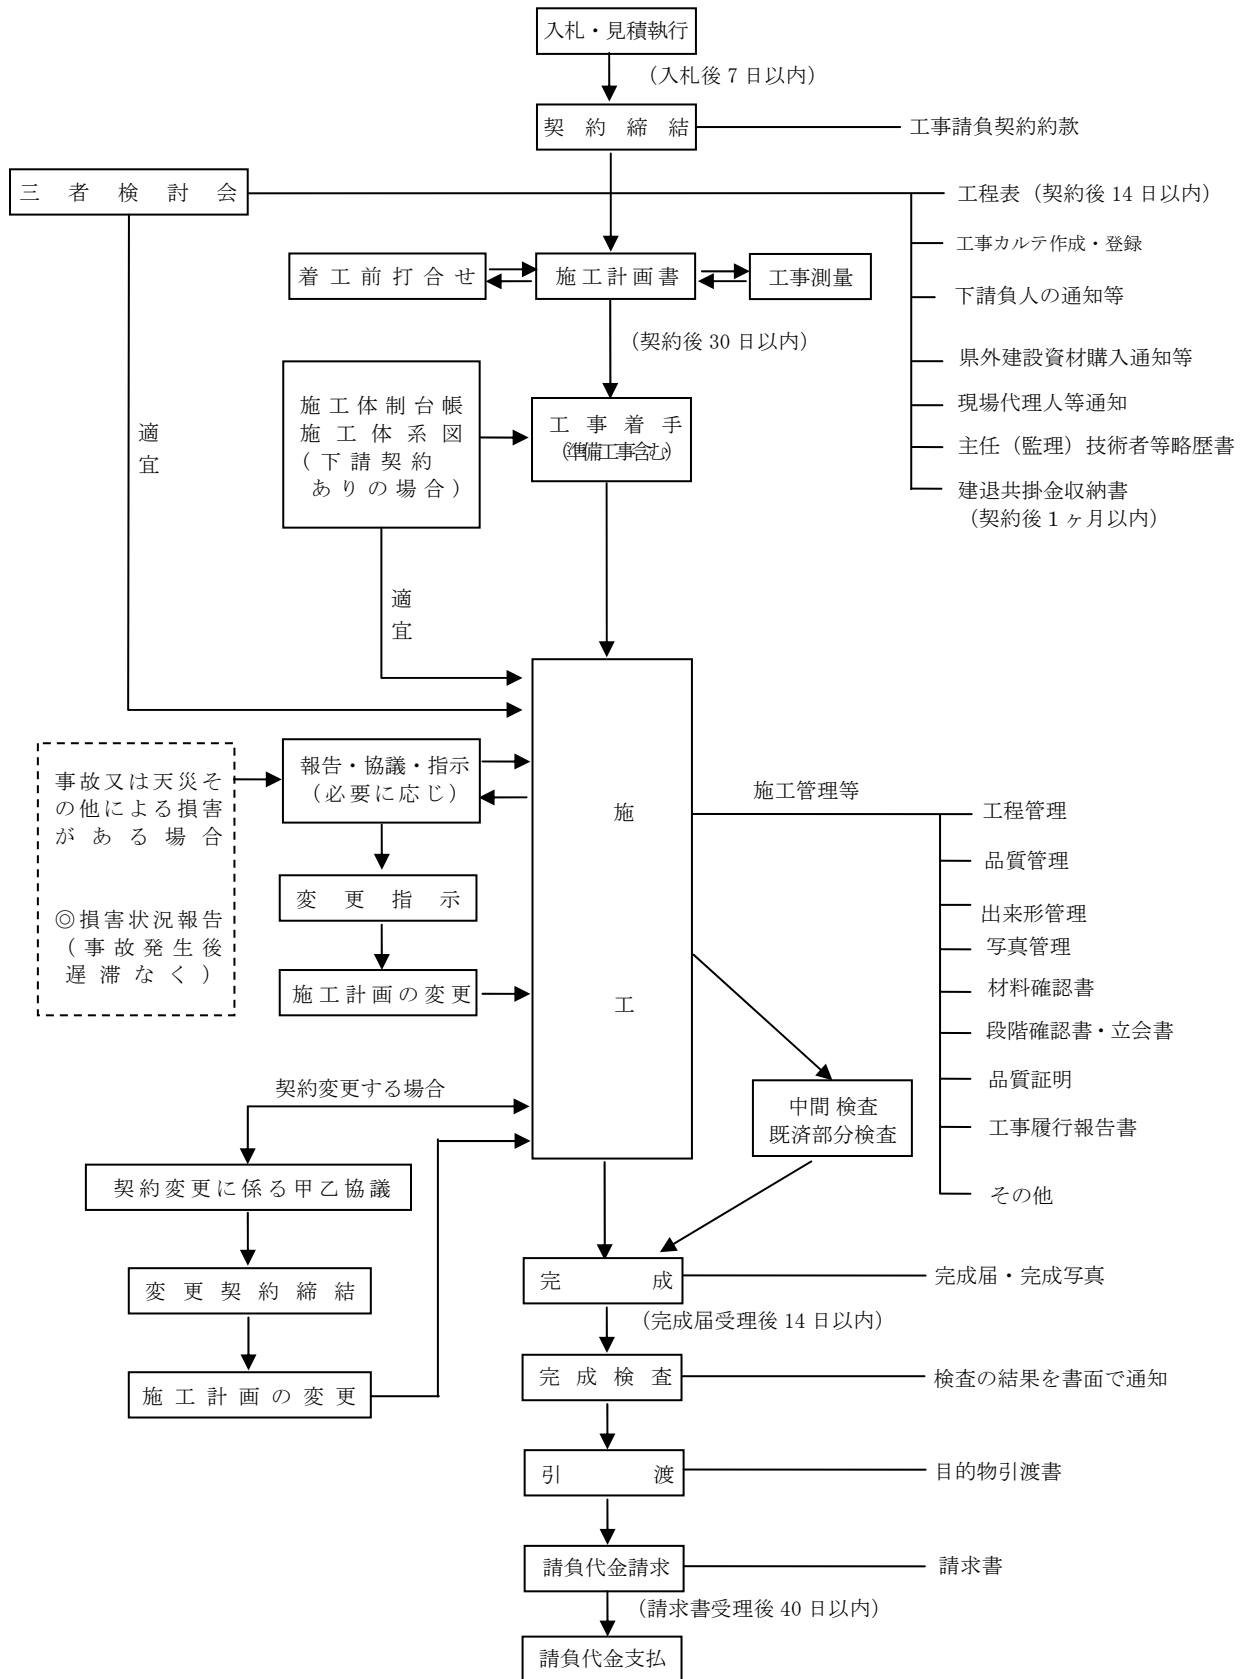 入札・見積執行
（入札後 7 日以内）
契約締結
工事請負契約約款
三者検討会
工程表（契約後 14 日以内）
工事カルテ作成・登録
下請負人の通知等
県外建設資材購入通知等
現場代理人等通知
主任（監理）技術者等略歴書
建退共掛金収納書
（契約後 1 ヶ月以内）
着工前打合せ
施工計画書
工事測量
（契約後 30 日以内）
施工体制台帳
施工体系図
（下請契約
ありの場合）
工事着手
（準備工事含む）
適宜
適宜
施工
事故又は天災そ
の他による損害
がある場合
◎損害状況報告
（事故発生後
遅滞なく）
報告・協議・指示
（必要に応じ）
変更指示
施工計画の変更
施工管理等
工程管理
品質管理
出来形管理
写真管理
材料確認書
段階確認書・立会書
品質証明
工事履行報告書
その他
中間 検査
既済部分検査
契約変更する場合
契約変更に係る甲乙協議
変更契約締結
施工計画の変更
完成
完成届・完成写真
（完成届受理後 14 日以内）
完成検査
検査の結果を書面で通知
引渡
目的物引渡書
請負代金請求
請求書
（請求書受理後 40 日以内）
請負代金支払